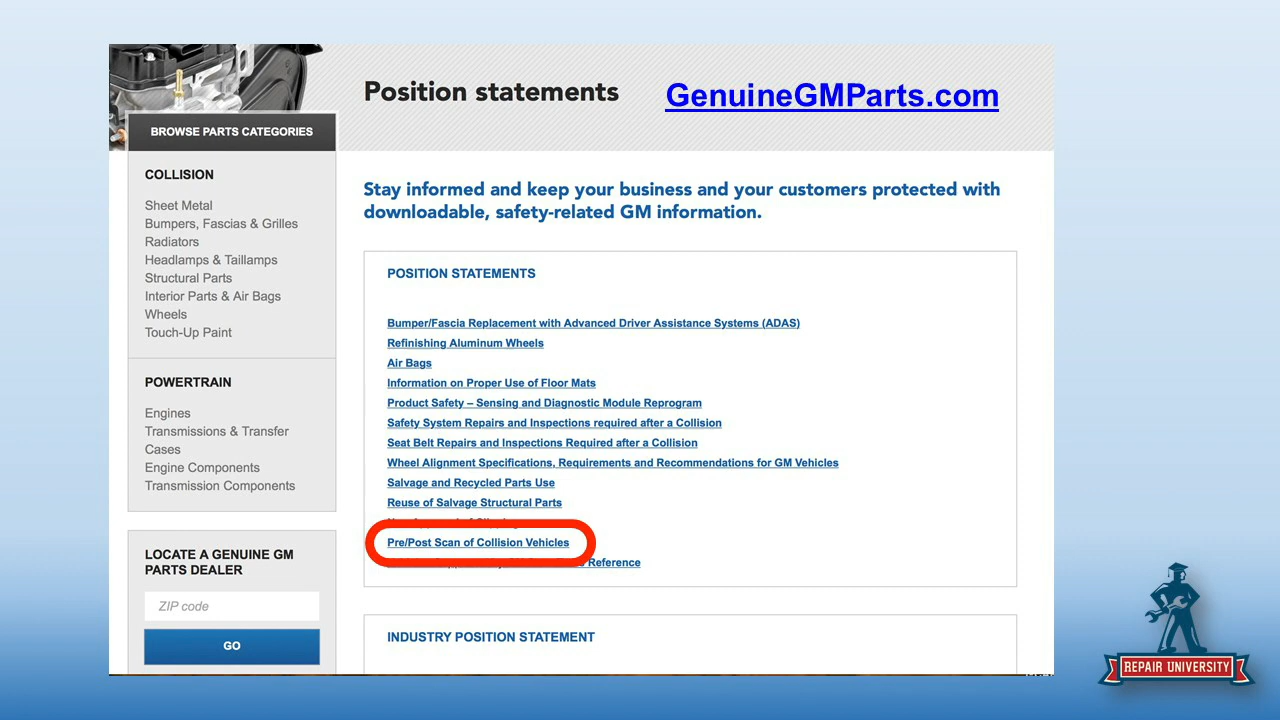 Position statements
GenuineGMParts.com
BROWSE PARTS CATEGORIES
COLLISION
Sheet Metal
Bumpers, Fascias & Grilles
Radiators
Headlamps & Taillamps
Structural Parts
Interior Parts & Air Bags
Wheels
Touch-Up Paint
POWERTRAIN
Engines
Transmissions & Transfer
Cases
Engine Components
Transmission Components
LOCATE A GENUINE GM
PARTS DEALER
ZIP code
GO
Stay informed and keep your business and your customers protected with
downloadable, safety-related GM information.
POSITION STATEMENTS
Bumper/Fascia Replacement with Advanced Driver Assistance Systems (ADAS)
Refinishing Aluminum Wheels
Air Bags
Information on Proper Use of Floor Mats
Product Safety – Sensing and Diagnostic Module Reprogram
Safety System Repairs and Inspections required after a Collision
Seat Belt Repairs and Inspections Required after a Collision
Wheel Alignment Specifications, Requirements and Recommendations for GM Vehicles
Salvage and Recycled Parts Use
Reuse of Salvage Structural Parts
Pre/Post Scan of Collision Vehicles
Reference
INDUSTRY POSITION STATEMENT
REPAIR UNIVERSITY